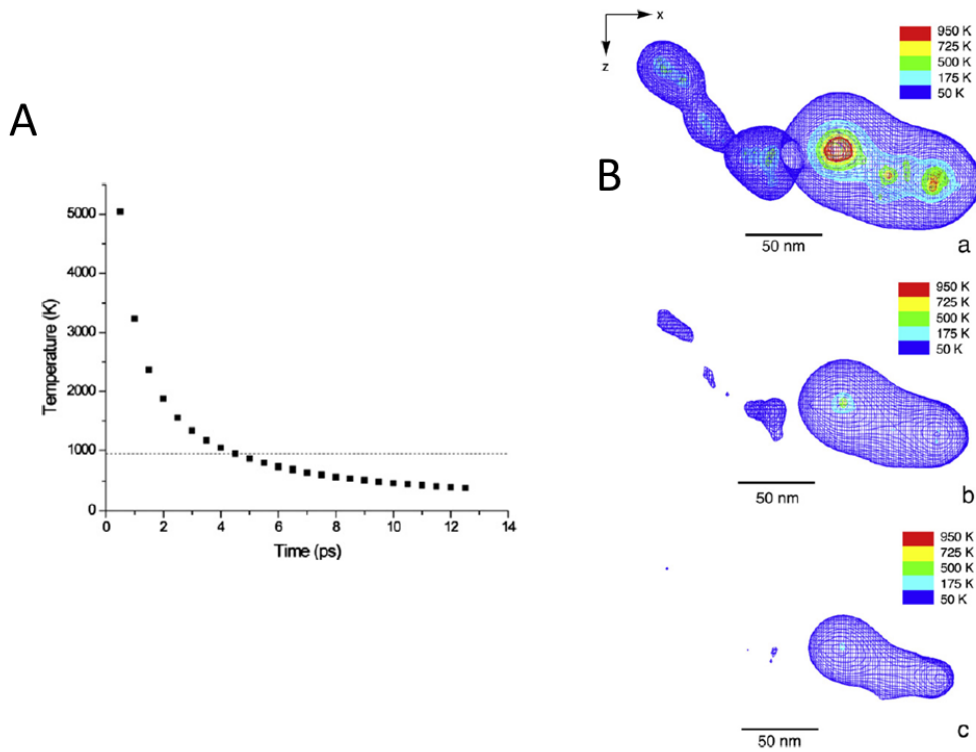 A
Temperature (K)
5000
4000
3000
2000
1000
0
0 2 4 6 8 10 12 14
Time (ps)
B
x
z
950 K
725 K
500 K
175 K
50 K
50 nm
a
950 K
725 K
500 K
175 K
50 K
50 nm
b
950 K
725 K
500 K
175 K
50 K
50 nm
c